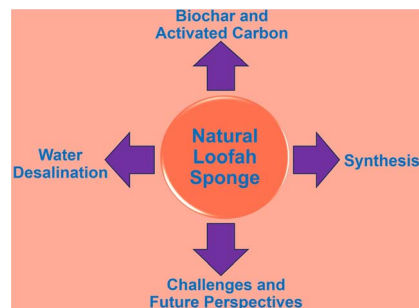 Biochar and
Activated Carbon
Natural
Loofah
Sponge
Water
Desalination
Synthesis
Challenges and
Future Perspectives